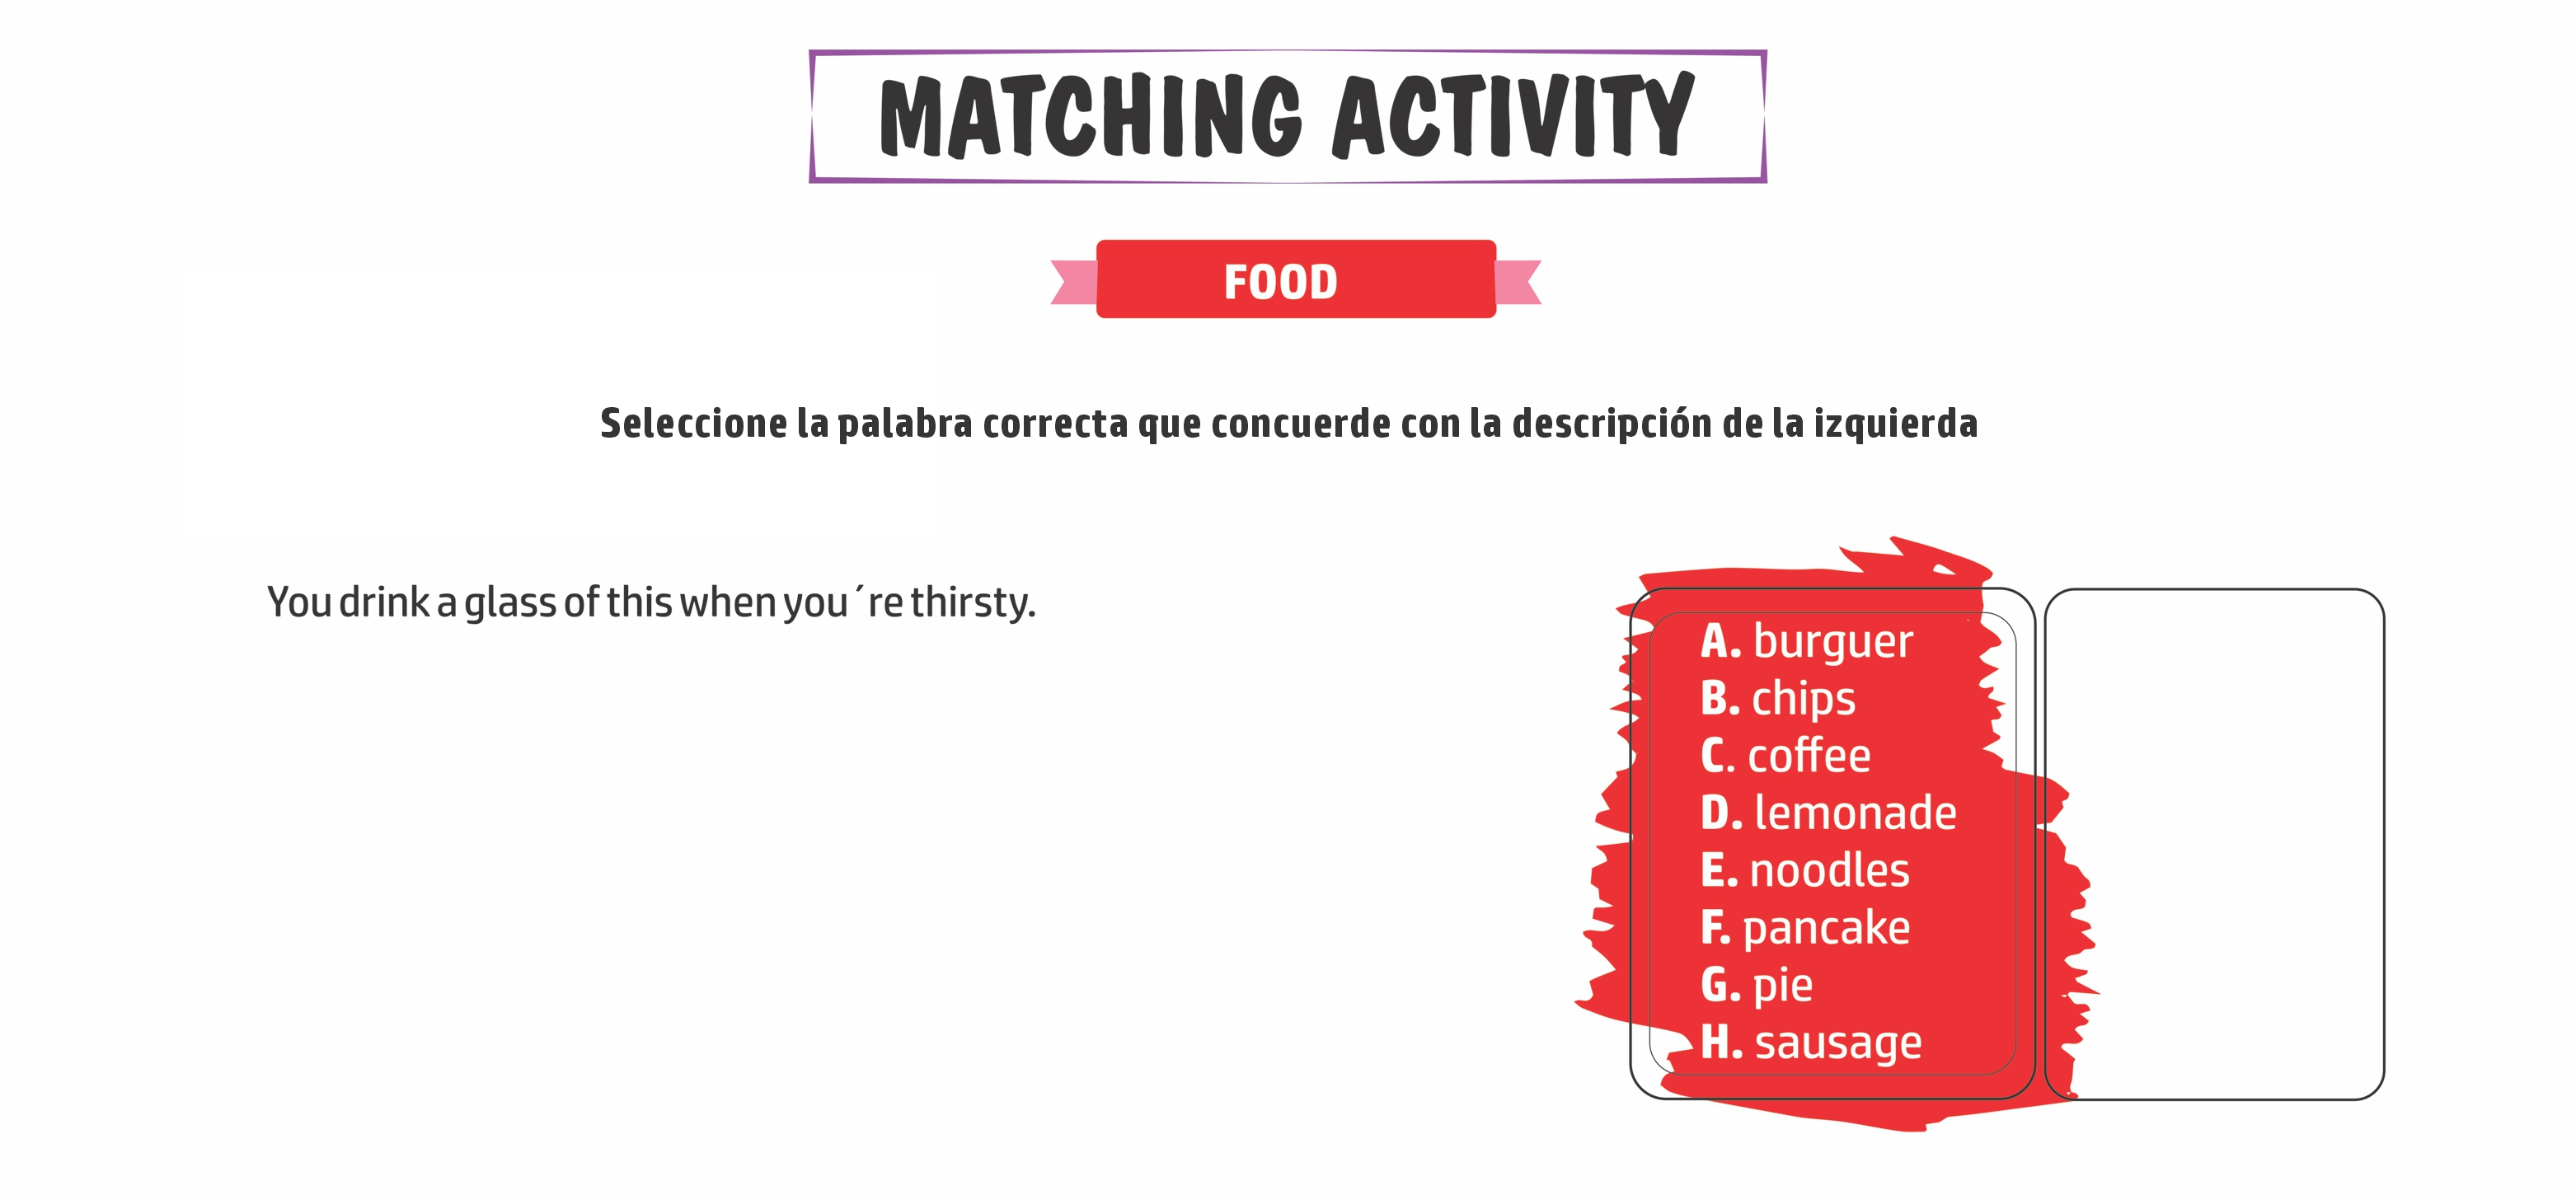 MATCHING ACTIVITY
FOOD
Seleccione la palabra correcta que concuerde con la descripción de la izquierda
You drink a glass of this when you´re thirsty.
A. burguer
B. chips
C. coffee
D. lemonade
E. noodles
F. pancake
G. pie
H. sausage